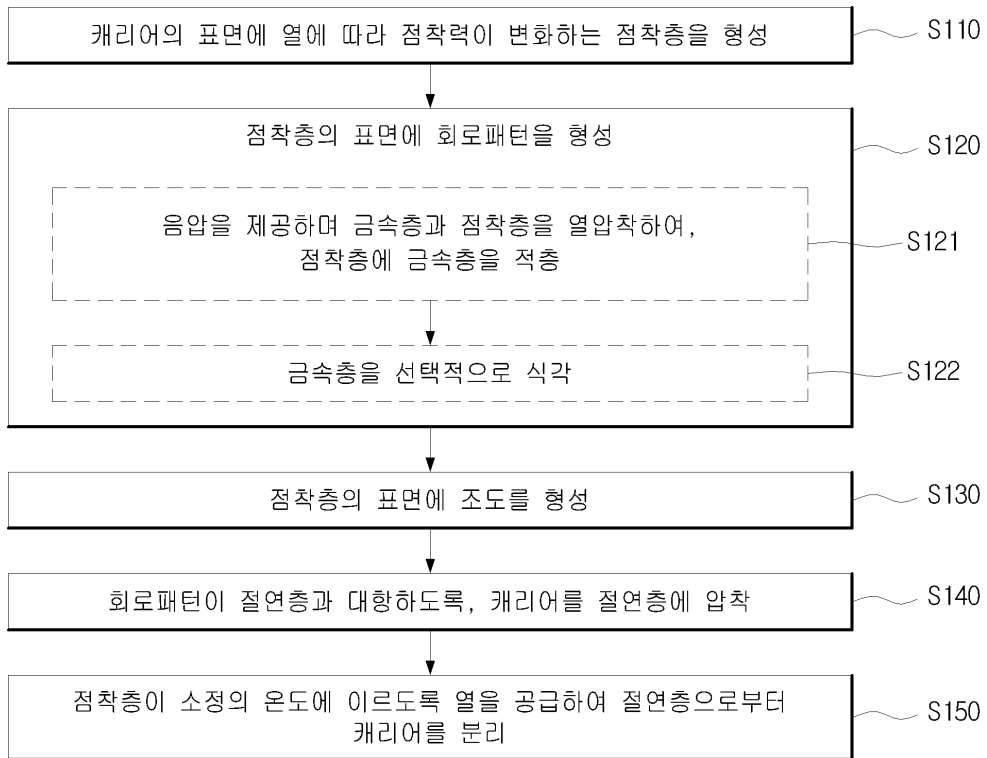 캐리어의 표면에 열에 따라 점착력이 변화하는 점착층을 형성
S110
점착층의 표면에 회로패턴을 형성
S120
음압을 제공하며 금속층과 점착층을 열압착하여,
점착층에 금속층을 적층
S121
금속층을 선택적으로 식각
S122
점착층의 표면에 조도를 형성
S130
회로패턴이 절연층과 대항하도록, 캐리어를 절연층에 압착
S140
점착층이 소정의 온도에 이르도록 열을 공급하여 절연층으로부터
캐리어를 분리
S150